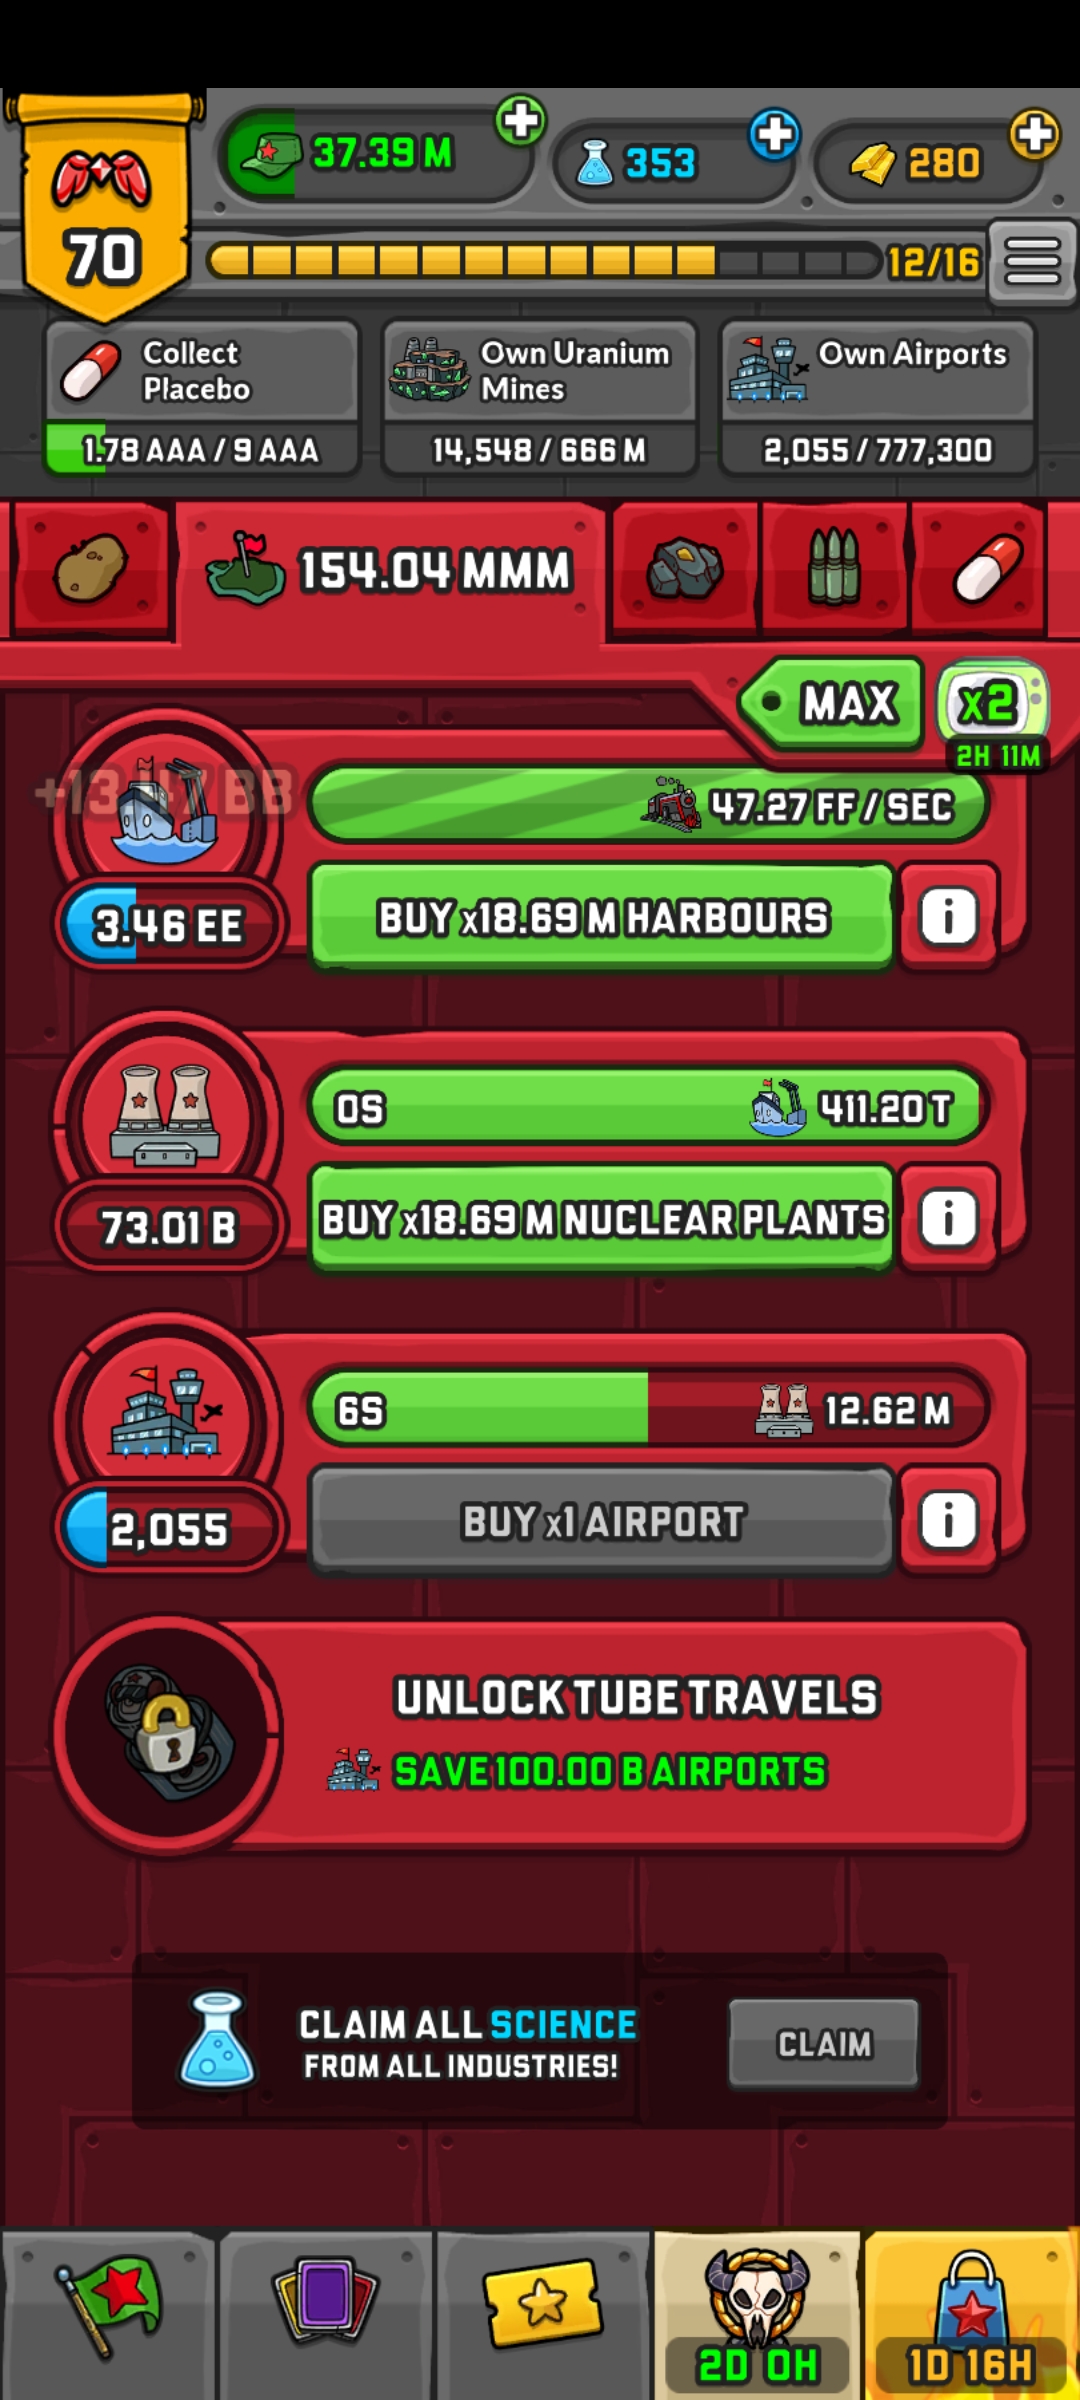 37.39 M
353
280
70
12/16
Collect
Placebo
1.78 AAA / 9 AAA
Own Uranium
Mines
14,548 / 666 M
Own Airports
2,055 / 777,300
154.04 MMM
MAX
x2
2H 11M
+13.47 BB
47.27 FF / SEC
3.46 EE
BUY x18.69 M HARBOURS
i
0S
411.20 T
73.01 B
BUY x18.69 M NUCLEAR PLANTS
i
6S
12.62 M
2,055
BUY x1 AIRPORT
i
UNLOCK TUBE TRAVELS
SAVE 100.00 B AIRPORTS
CLAIM ALL SCIENCE
FROM ALL INDUSTRIES!
CLAIM
2D 0H
1D 16H